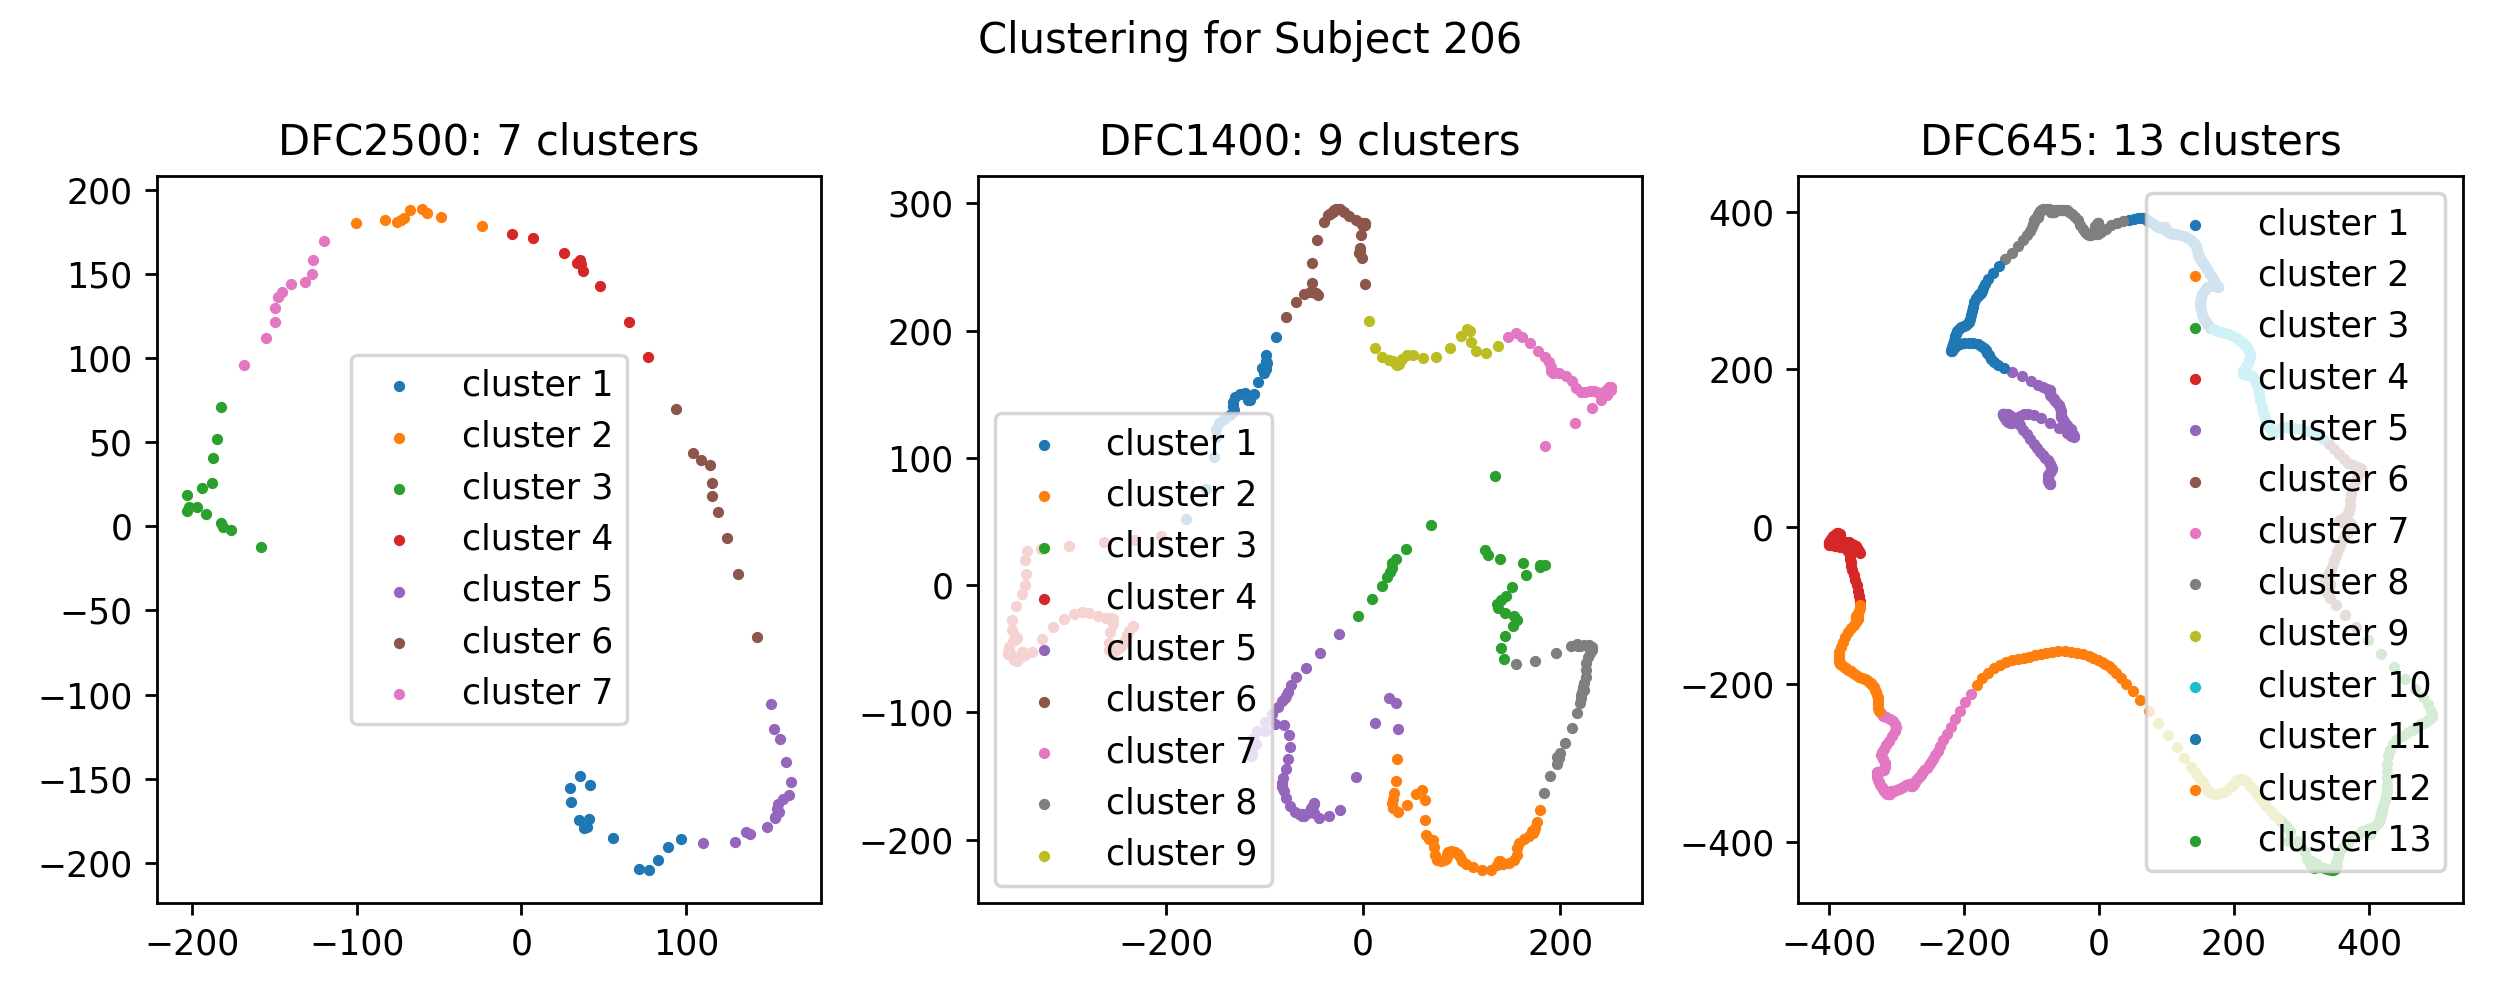 Clustering for Subject 206
DFC2500: 7 clusters
200
150
100
50
0
−50
−100
−150
−200
−200
−100
0
100
cluster 1
cluster 2
cluster 3
cluster 4
cluster 5
cluster 6
cluster 7
DFC1400: 9 clusters
300
200
100
0
−100
−200
−200
0
200
cluster 1
cluster 2
cluster 3
cluster 4
cluster 5
cluster 6
cluster 7
cluster 8
cluster 9
DFC645: 13 clusters
400
200
0
−200
−400
−400
−200
0
200
400
cluster 1
cluster 2
cluster 3
cluster 4
cluster 5
cluster 6
cluster 7
cluster 8
cluster 9
cluster 10
cluster 11
cluster 12
cluster 13